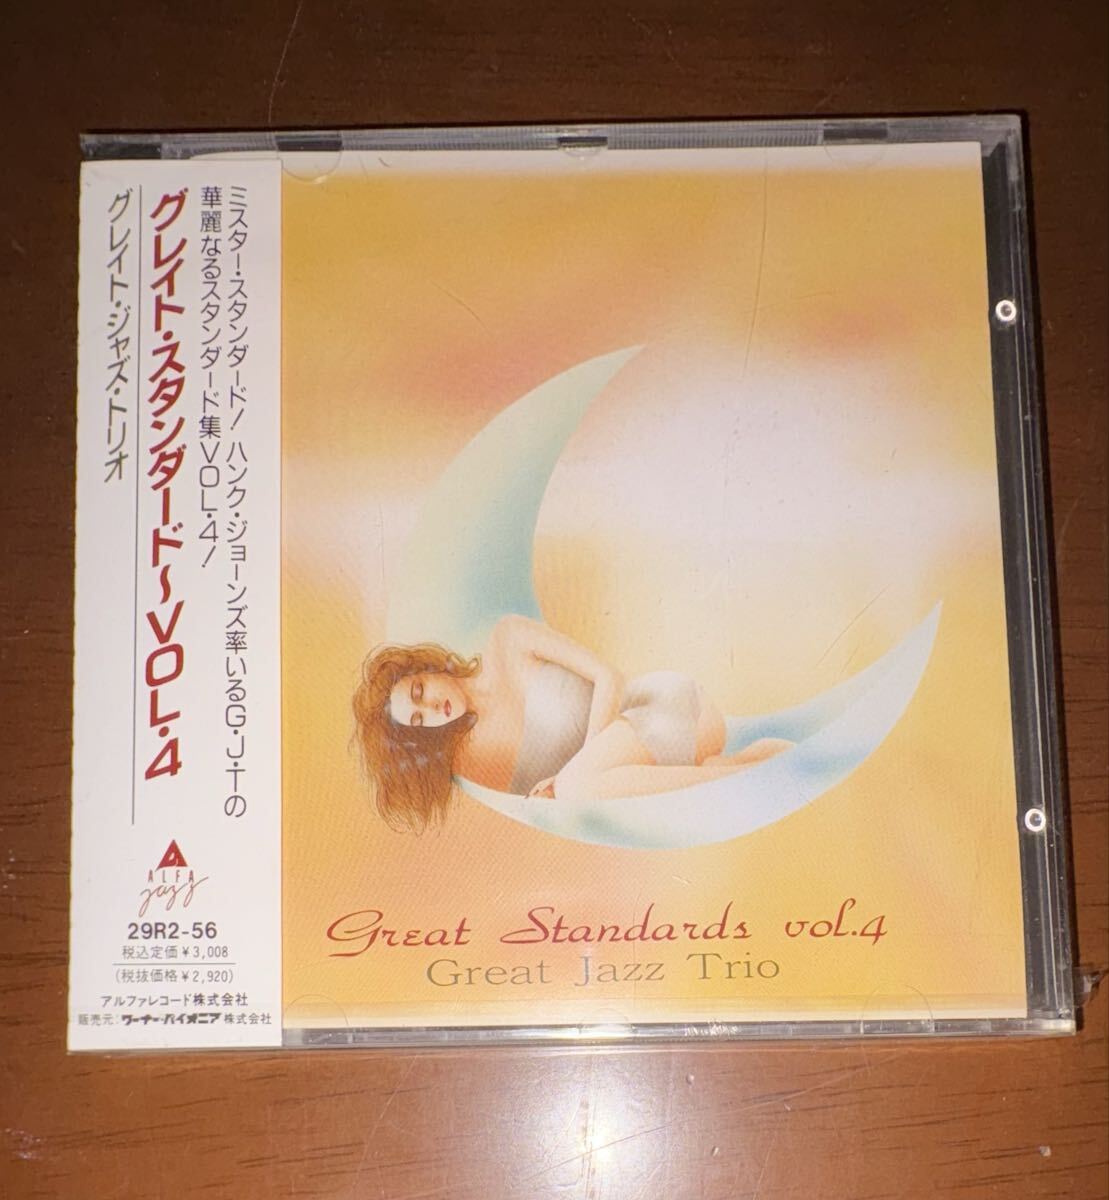 ミスター・スタンダード!ハンク・ジョーンズ率いるG・J・Tの
華麗なるスタンダード集VOL・4!
グレイト・スタンダード〜VOL・4
グレイト・ジャズ・トリオ
ALFA
jazz
29R2-56
税込定価¥3,008
(税抜価格¥2,920)
アルファレコード株式会社
販売元:ワーナー・パイオニア株式会社
Great Standards vol.4
Great Jazz Trio